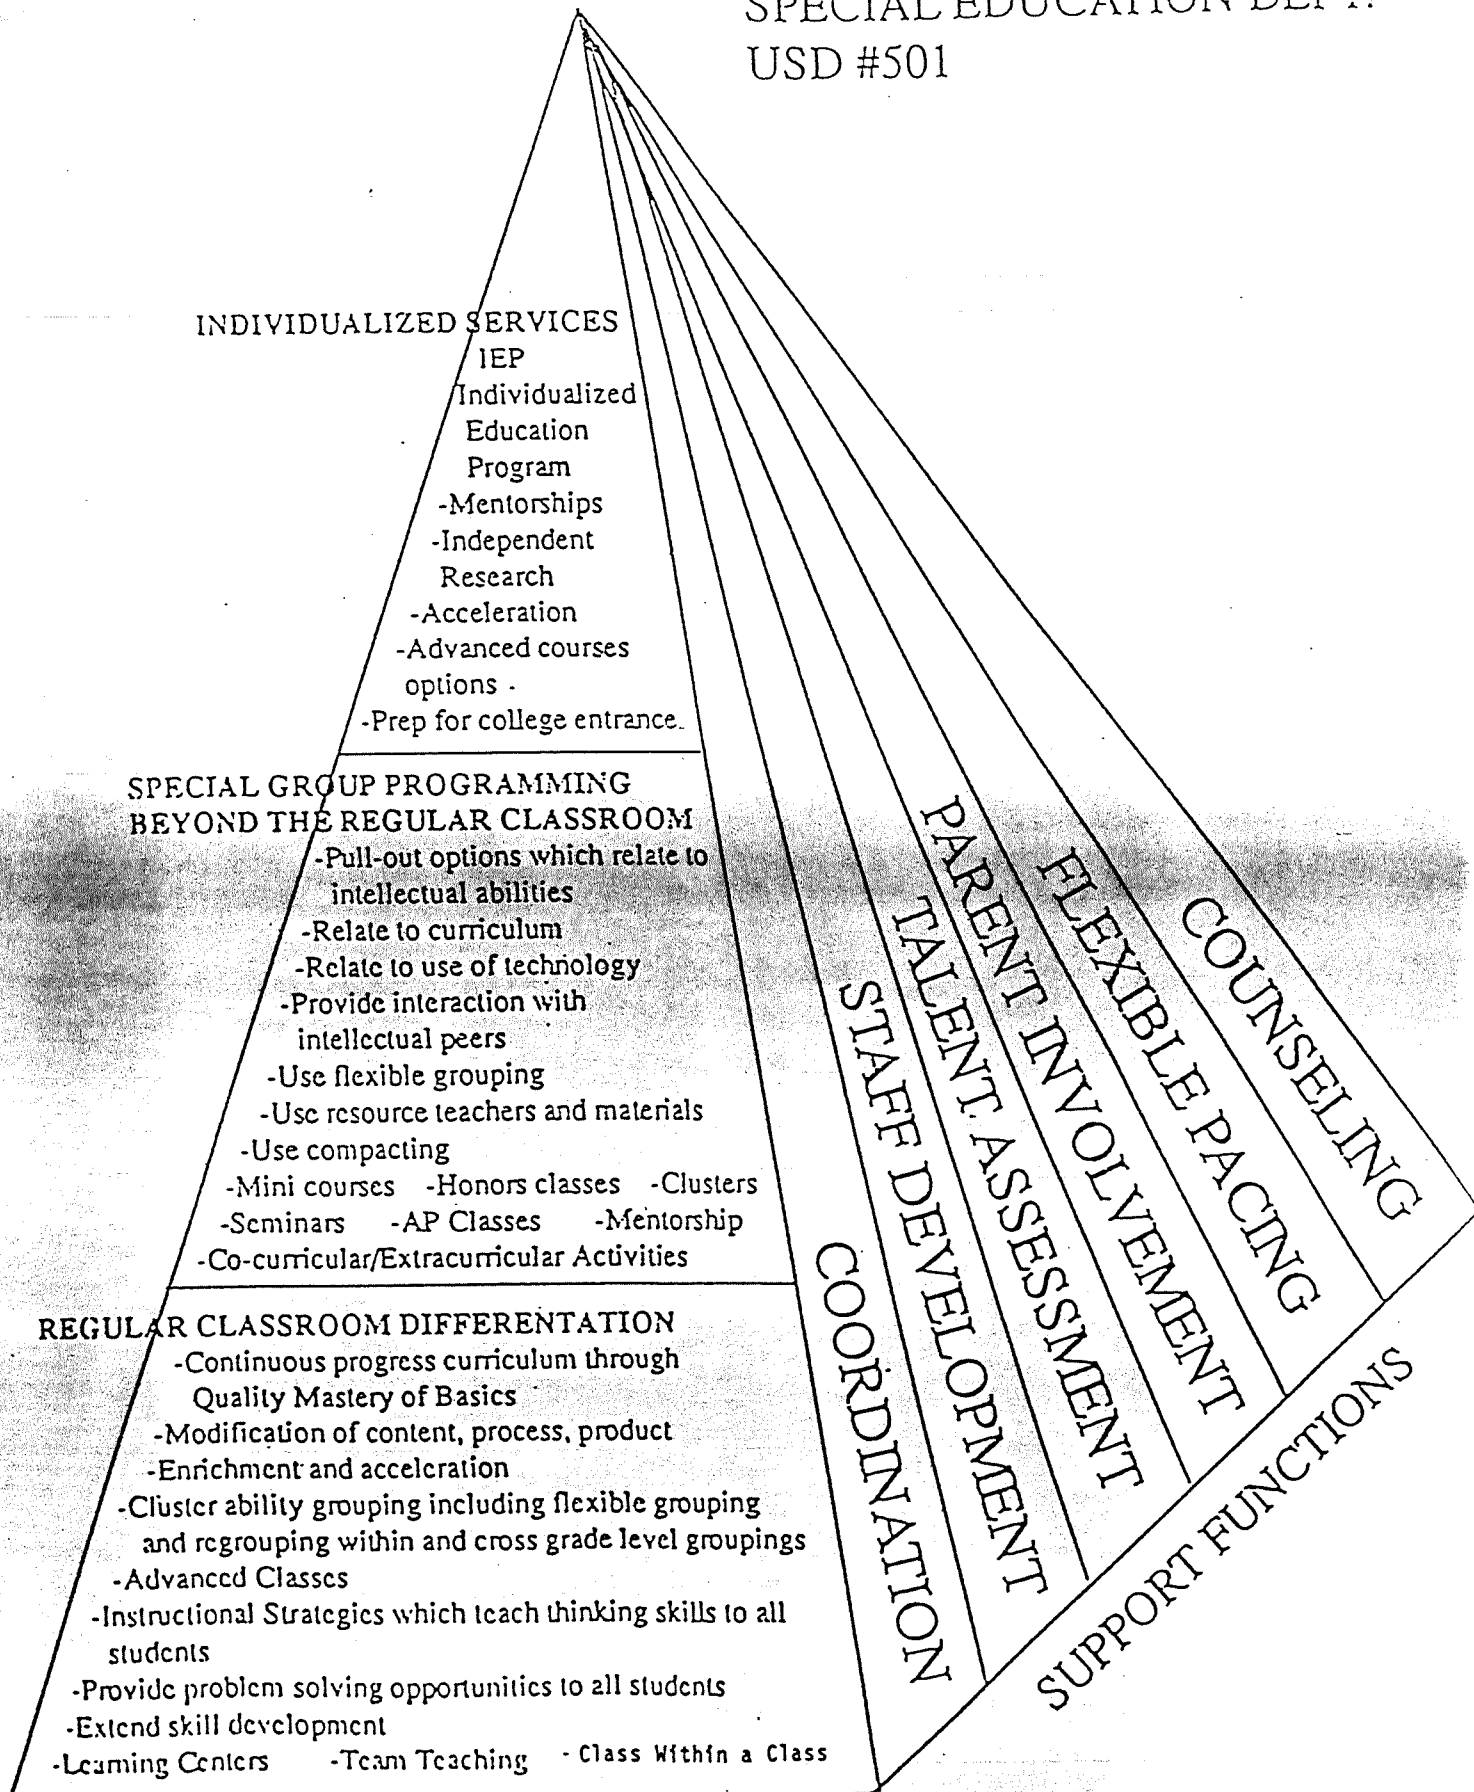 SPECIAL EDUCATION DEPT.
USD #501
INDIVIDUALIZED SERVICES
IEP
Individualized
Education
Program
-Mentorships
-Independent
Research
-Acceleration
-Advanced courses
options -
-Prep for college entrance
SPECIAL GROUP PROGRAMMING
BEYOND THE REGULAR CLASSROOM
-Pull-out options which relate to
intellectual abilities
-Relate to curriculum
-Relate to use of technology
-Provide interaction with
intellectual peers
-Use flexible grouping
-Use resource teachers and materials
-Use compacting
-Mini courses -Honors classes -Clusters
-Seminars -AP Classes -Mentorship
-Co-curricular/Extracurricular Activities
REGULAR CLASSROOM DIFFERENTATION
-Continuous progress curriculum through
Quality Mastery of Basics
-Modification of content, process, product
-Enrichment and acceleration
-Cluster ability grouping including flexible grouping
and regrouping within and cross grade level groupings
-Advanced Classes
-Instructional Strategies which teach thinking skills to all
students
-Provide problem solving opportunities to all students
-Extend skill development
-Learning Centers -Team Teaching - Class Within a Class
COORDINATION
STAFF DEVELOPMENT
TALENT ASSESSMENT
PARENT INVOLVEMENT
FLEXIBLE PACING
COUNSELING
SUPPORT FUNCTIONS